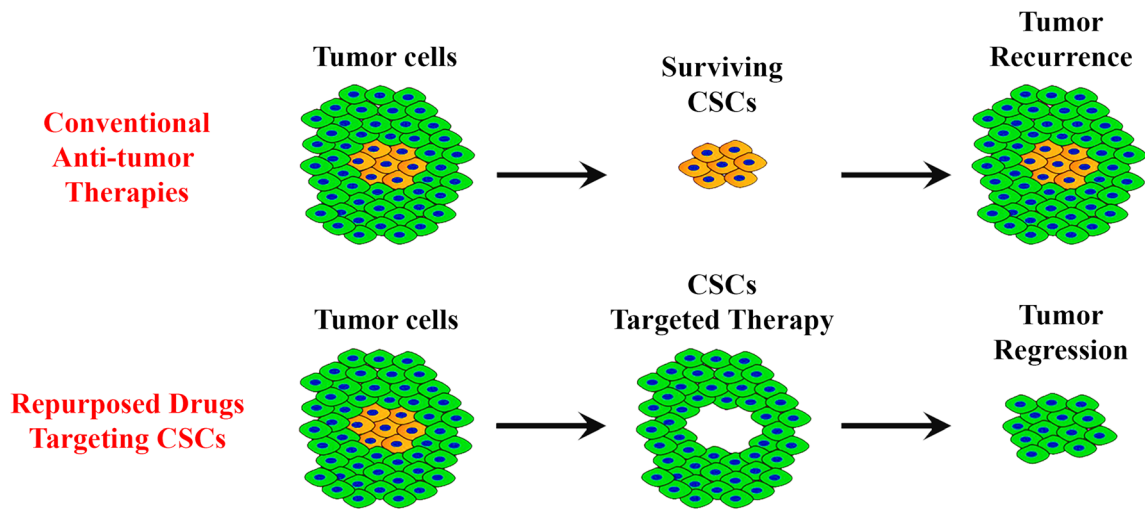 Conventional
Anti-tumor
Therapies
Tumor cells
Surviving
CSCs
Tumor
Recurrence
Repurposed Drugs
Targeting CSCs
Tumor cells
CSCs
Targeted Therapy
Tumor
Regression